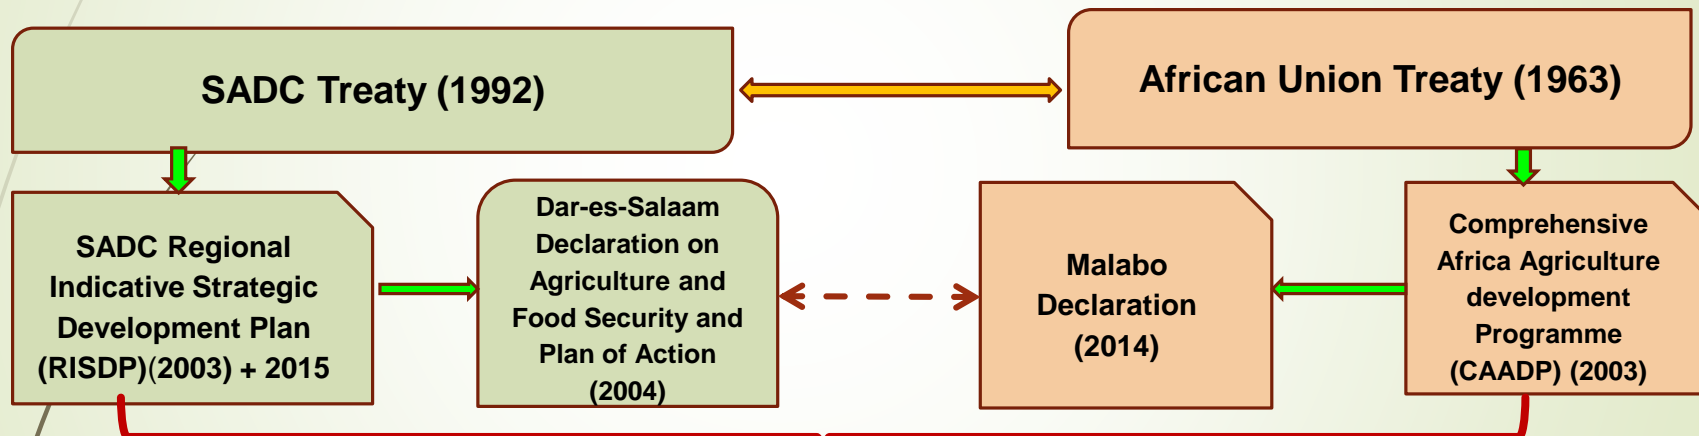 SADC Treaty (1992)
African Union Treaty (1963)
SADC Regional
Indicative Strategic
Development Plan
(RISDP)(2003) + 2015
Dar-es-Salaam
Declaration on
Agriculture and
Food Security and
Plan of Action
(2004)
Malabo
Declaration
(2014)
Comprehensive
Africa Agriculture
development
Programme
(CAADP) (2003)